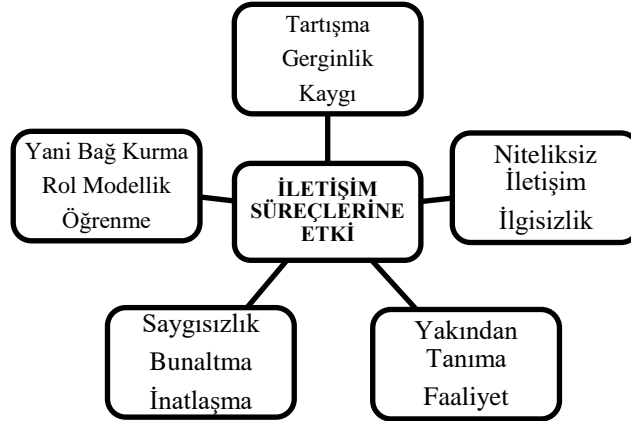 Tartışma
Gerginlik
Kaygı
Yani Bağ Kurma
Rol Modellik
Öğrenme
İLETİŞİM
SÜREÇLERİNE
ETKİ
Niteliksiz
İletişim
İlgisizlik
Saygısızlık
Bunaltma
İnatlaşma
Yakından
Tanıma
Faaliyet